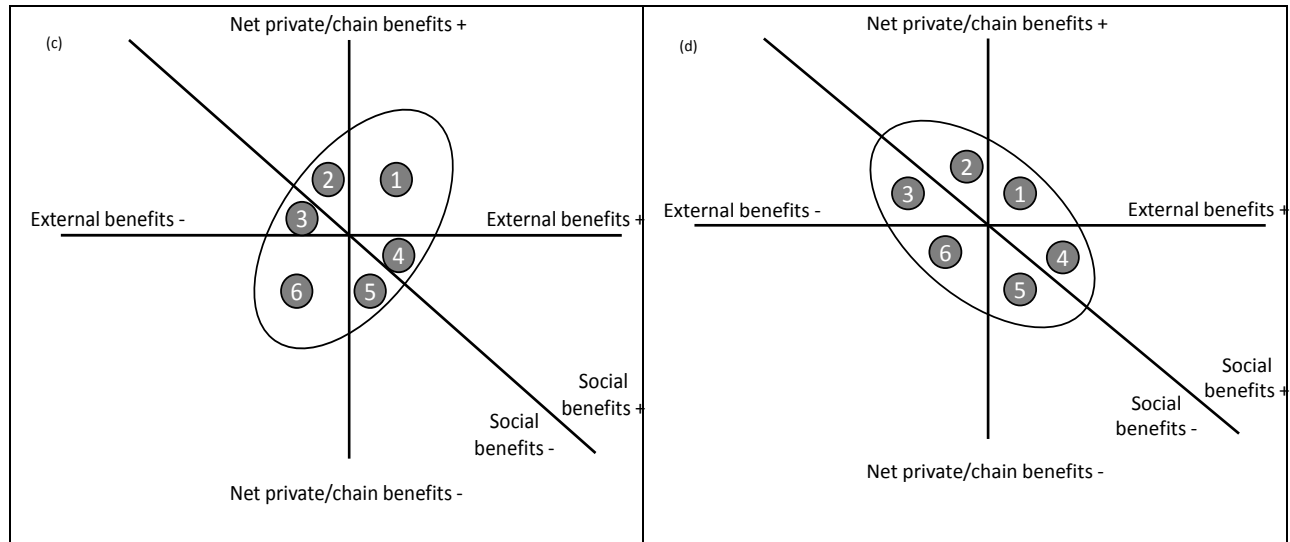 (c)
Net private/chain benefits +
2
1
3
External benefits -
External benefits +
4
6
5
Social
benefits +
Social
benefits -
Net private/chain benefits -
(d)
Net private/chain benefits +
2
3
1
External benefits -
External benefits +
6
4
5
Social
benefits +
Social
benefits -
Net private/chain benefits -